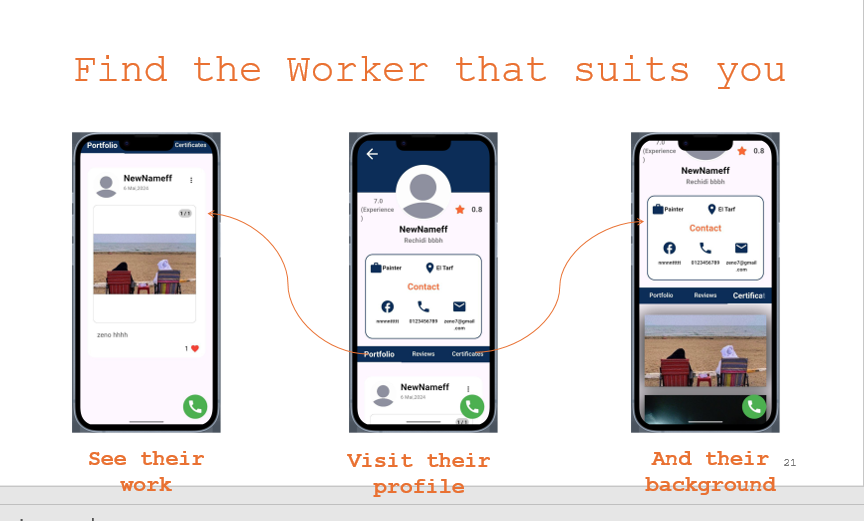 Find the Worker that suits you
Portfolio
Certificates
NewNameff
6 Mai,2024
1/1
zeno hhhh
1
See their
work
7.0
(Experience
)
0.8
NewNameff
Rechidi bbbh
Painter
El Tarf
Contact
0123456789
zeno7@gmail
.com
Portfolio
Reviews
Certificates
NewNameff
6 Mai,2024
1/1
Visit their
profile
7.0
(Experience
)
0.8
NewNameff
Rechidi bbbh
Painter
El Tarf
Contact
0123456789
zeno7@gmail
.com
Portfolio
Reviews
Certificat
And their
background
21